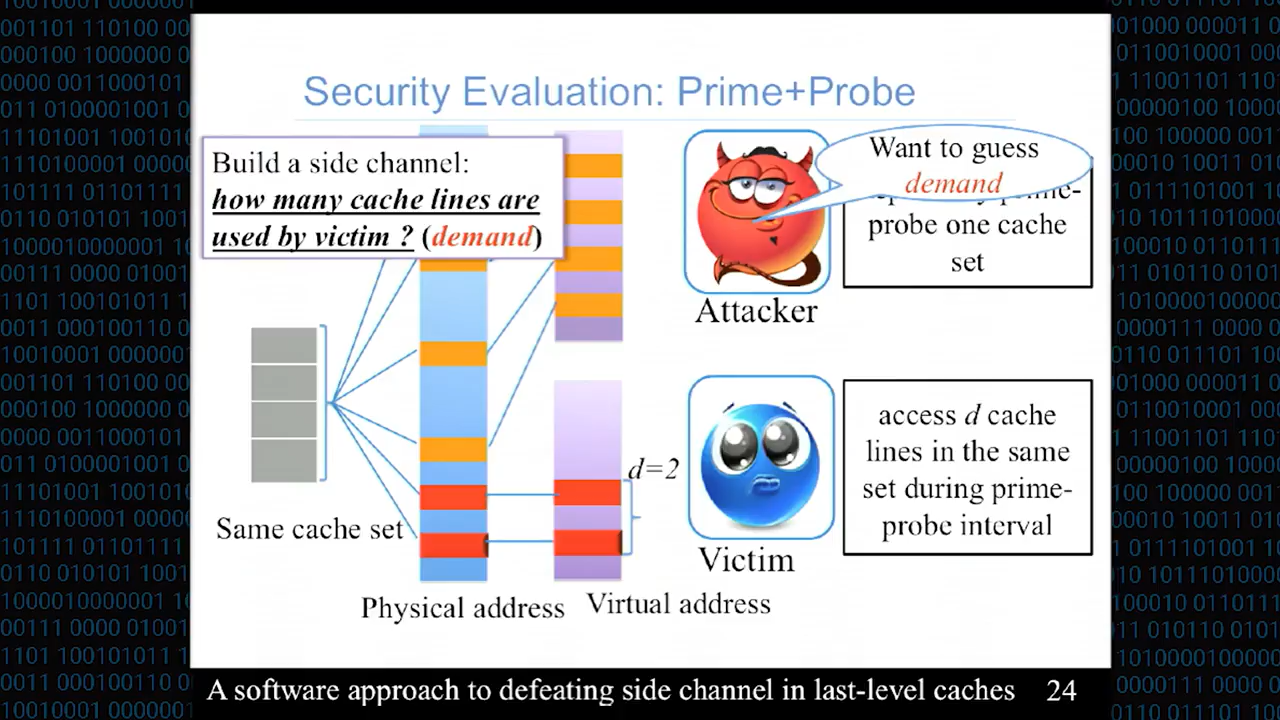 Security Evaluation: Prime+Probe
Build a side channel:
how many cache lines are
used by victim ? (demand)
Want to guess
demand
probe one cache
set
Attacker
d=2
access d cache
lines in the same
set during prime-
probe interval
Victim
Same cache set
Physical address
Virtual address
A software approach to defeating side channel in last-level caches 24